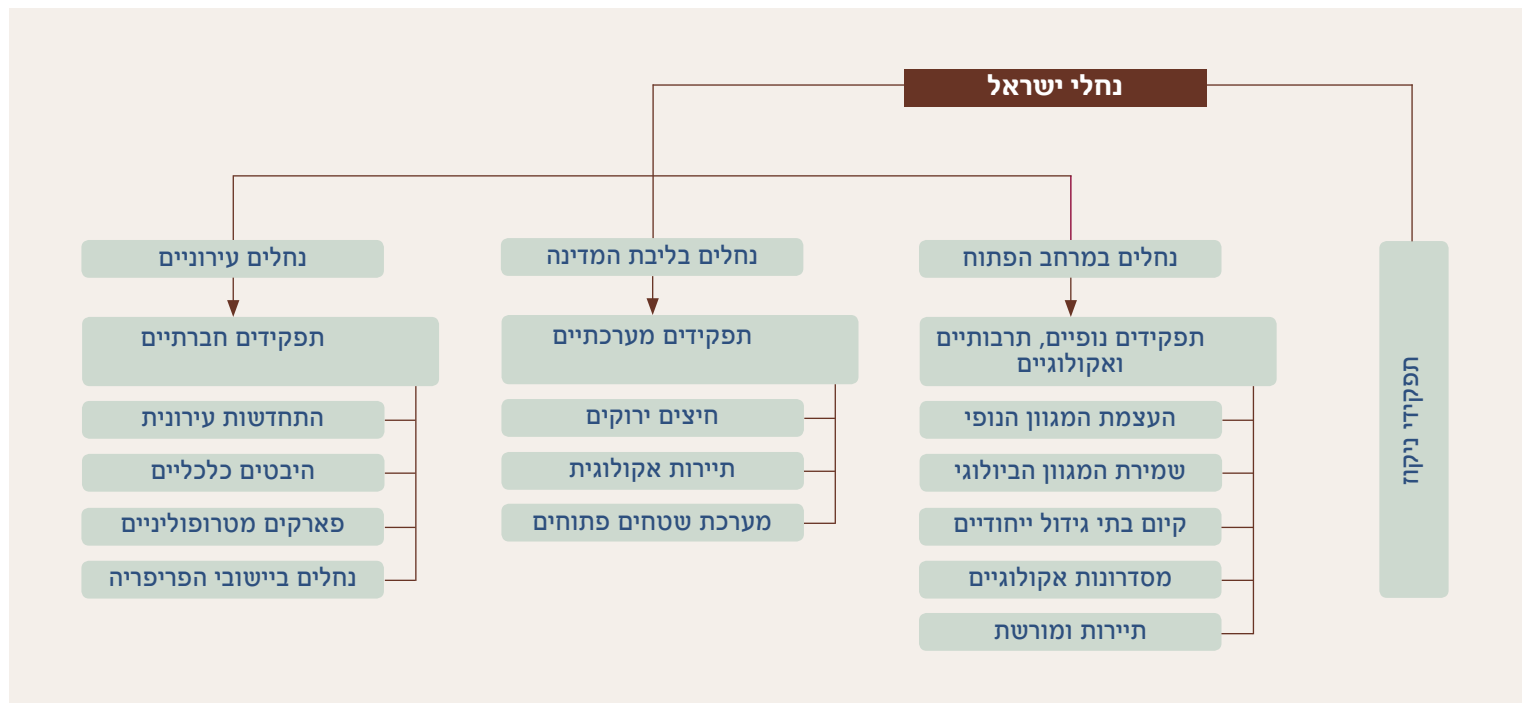 נחלי ישראל
תפקידי ניקוז
נחלים במרחב הפתוח
תפקידים נופיים, תרבותיים
ואקולוגיים
העצמת המגוון הנופי
שמירת המגוון הביולוגי
קיום בתי גידול ייחודיים
מסדרונות אקולוגיים
תיירות ומורשת
נחלים בליבת המדינה
תפקידים מערכתיים
חיצים ירוקים
תיירות אקולוגית
מערכת שטחים פתוחים
נחלים עירוניים
תפקידים חברתיים
התחדשות עירונית
היבטים כלכליים
פארקים מטרופוליניים
נחלים ביישובי הפריפריה